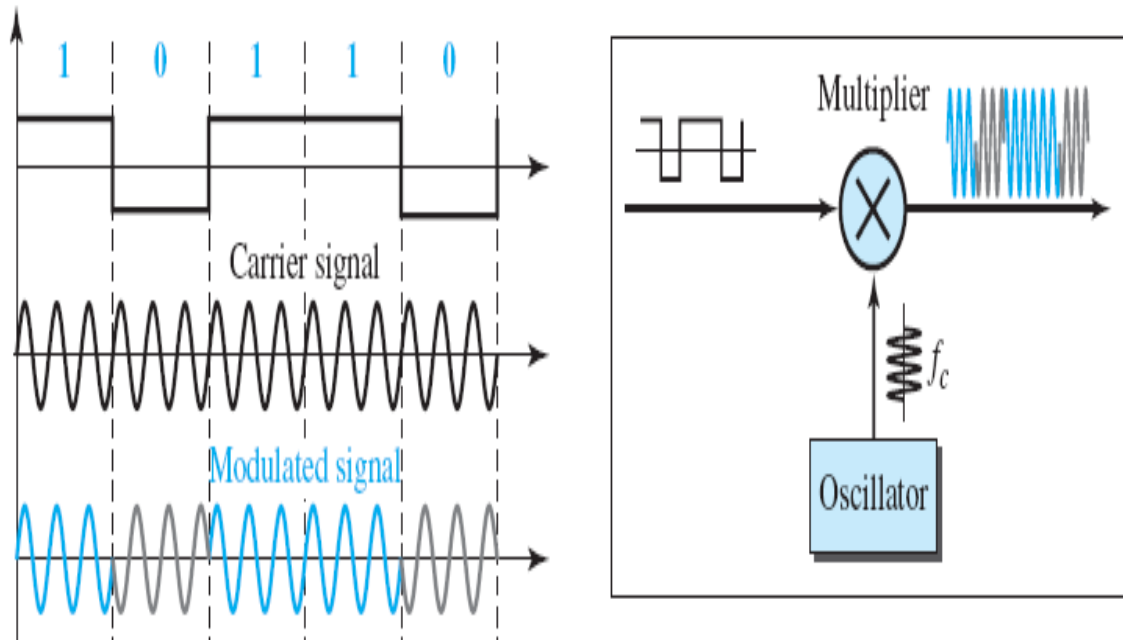 1 0 1 1 0
Carrier signal
Modulated signal
Multiplier
fc
Oscillator